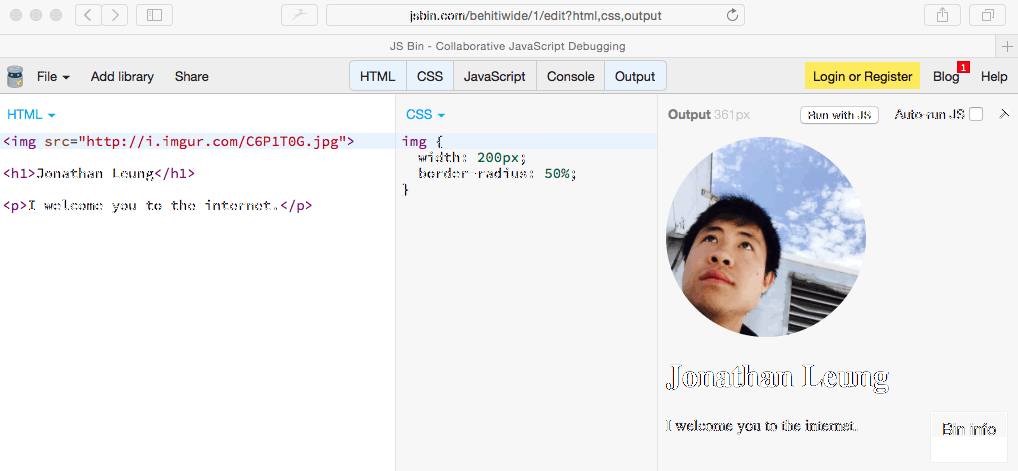 jsbin.com/behitiwide/1/edit?html,css,output
JS Bin - Collaborative JavaScript Debugging
File Add library Share HTML CSS JavaScript Console Output Login or Register Blog 1 Help
HTML
<img src="http://i.imgur.com/C6P1T0G.jpg">
<h1>Jonathan Leung</h1>
<p>I welcome you to the internet.</p>
CSS
img {
width: 200px;
border-radius: 50%;
}
Output 361px Run with JS Auto-run JS
Jonathan Leung
I welcome you to the internet.
Bin info